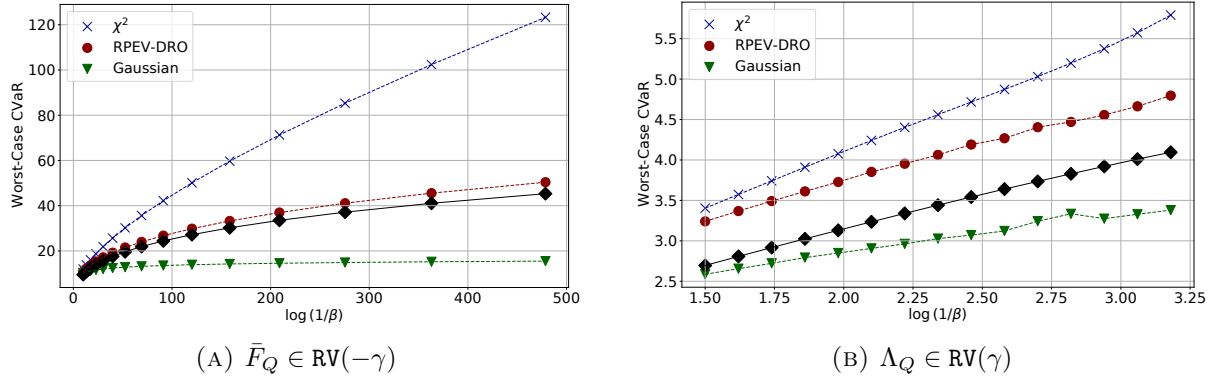 120
100
80
60
40
20
Worst-Case CVaR
χ²
RPEV-DRO
Gaussian
0 100 200 300 400 500
log (1/β)
(A) F̄_Q ∈ RV(−γ)
5.5
5.0
4.5
4.0
3.5
3.0
2.5
Worst-Case CVaR
χ²
RPEV-DRO
Gaussian
1.50 1.75 2.00 2.25 2.50 2.75 3.00 3.25
log (1/β)
(B) Λ_Q ∈ RV(γ)